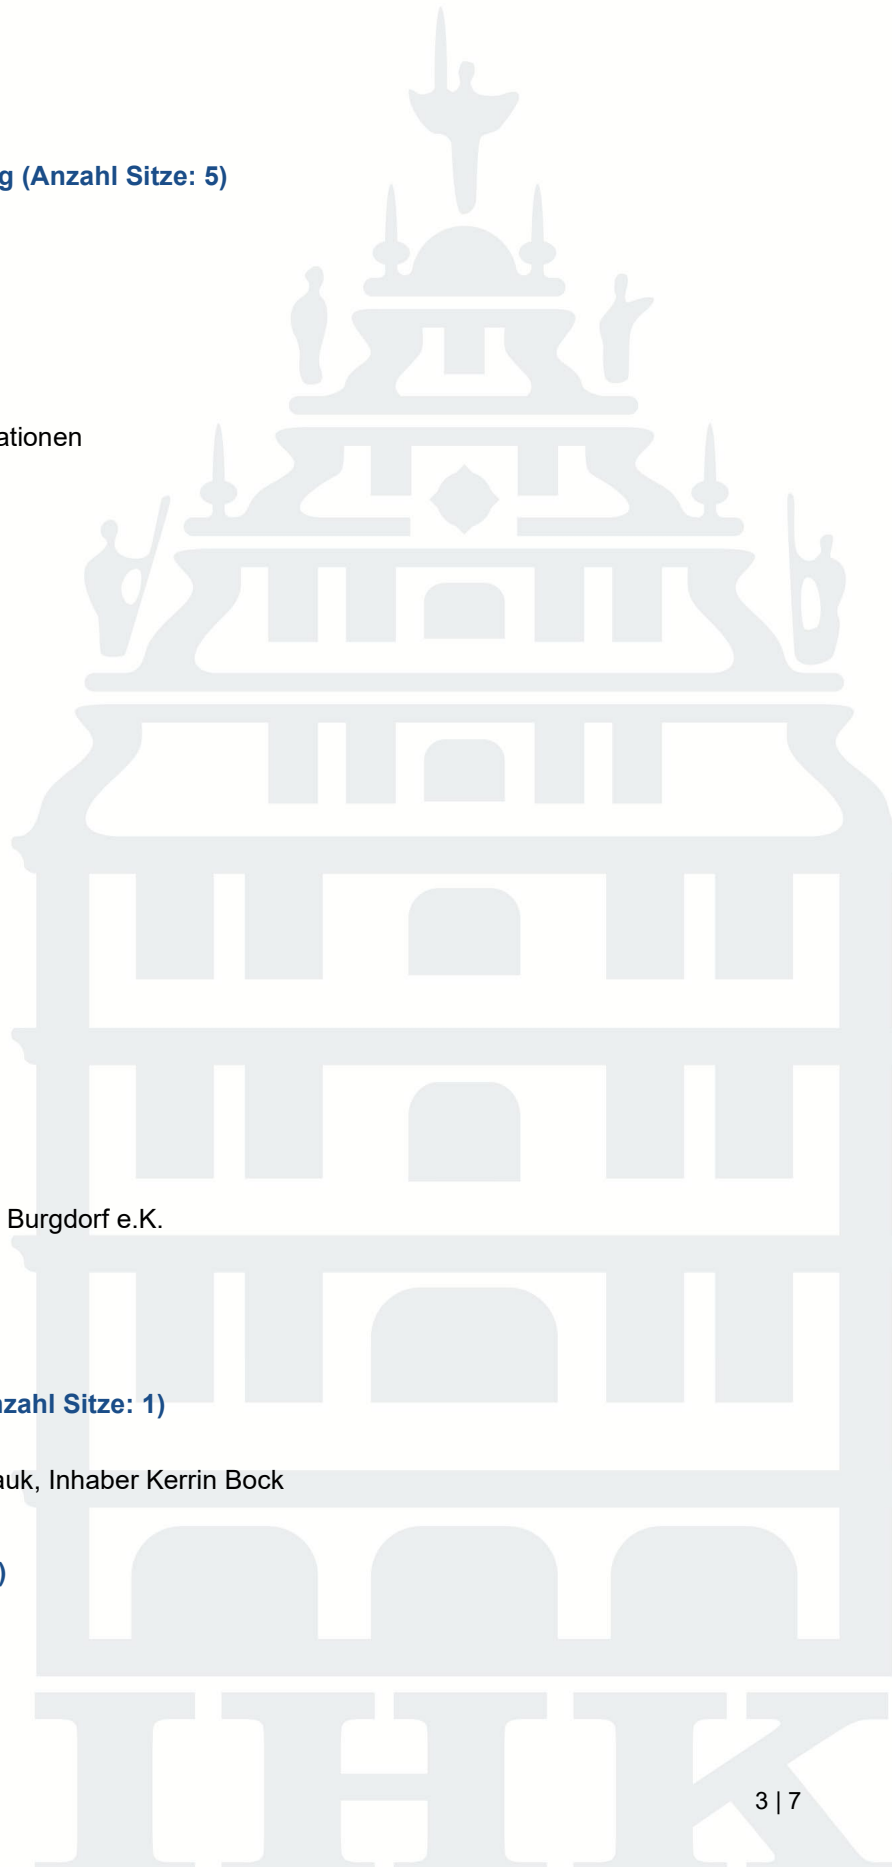 g (Anzahl Sitze: 5)
ationen
Burgdorf e.K.
nzahl Sitze: 1)
auk, Inhaber Kerrin Bock
)
IHK
3 | 7